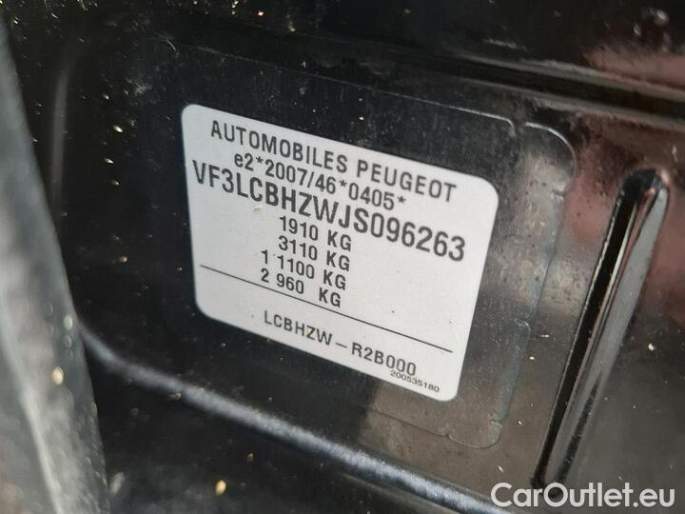 AUTOMOBILES PEUGEOT
e2*2007/46*0405*
VF3LCBHZWJS096263
1910 KG
3110 KG
1 1100 KG
2 960 KG
LCBHZW-R2B000
200535180
CarOutlet.eu